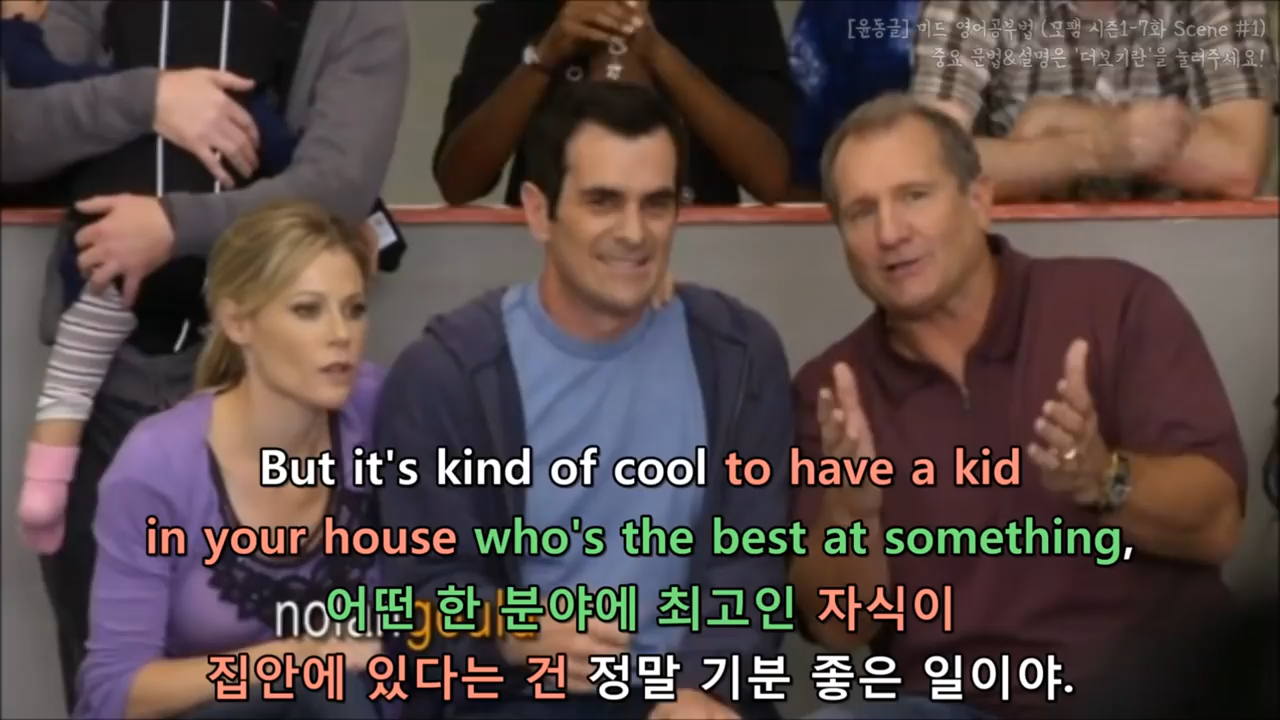 [윤동글] 미드 영어공부법 (모팸 시즌1-7화 Scene #1)
중요 문법&설명은 '더보기란'을 눌러주세요!
But it's kind of cool to have a kid
in your house who's the best at something,
어떤 한 분야에 최고인 자식이
nolan gould
집안에 있다는 건 정말 기분 좋은 일이야.